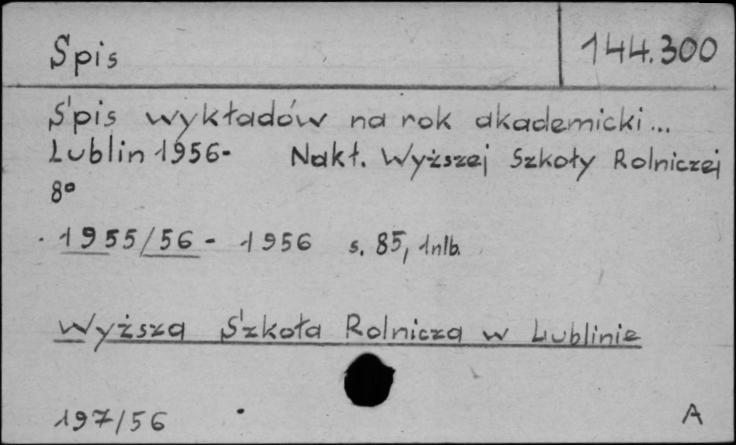 Spis 144.300
Spis wykładów na rok akademicki...
Lublin 1956- Nakł. Wyższej Szkoły Rolniczej
8°
1955/56 - 1956 s. 85, 1nlb.
Wyższa Szkoła Rolnicza w Lublinie
197/56 A